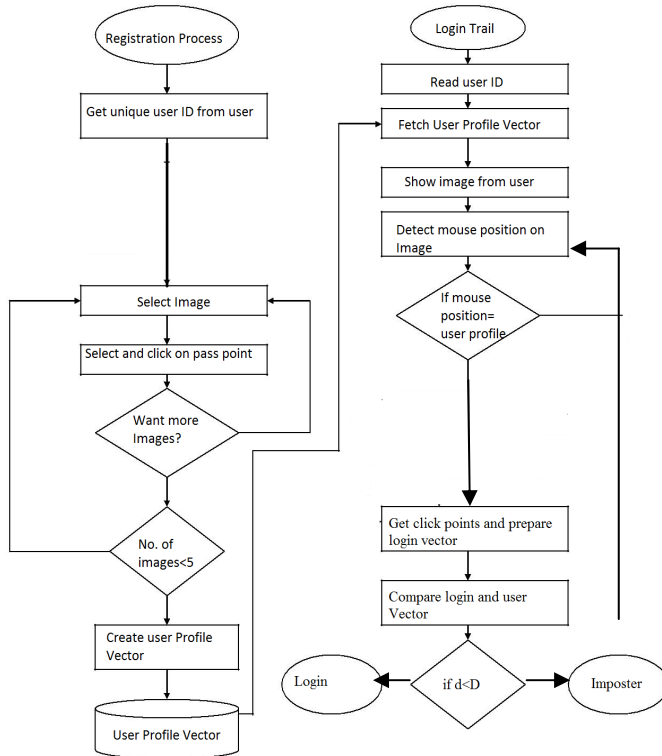 Registration Process
Get unique user ID from user
Select Image
Select and click on pass point
Want more
Images?
No. of
images<5
Create user Profile
Vector
User Profile Vector
Login Trail
Read user ID
Fetch User Profile Vector
Show image from user
Detect mouse position on
Image
If mouse
position=
user profile
Get click points and prepare
login vector
Compare login and user
Vector
if d<D
Login
Imposter